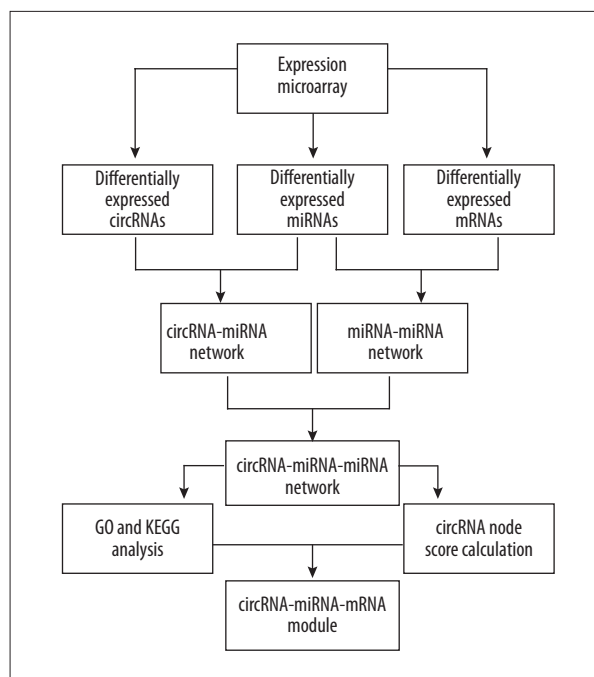 Expression
microarray
Differentially
expressed
circRNAs
Differentially
expressed
miRNAs
Differentially
expressed
mRNAs
circRNA-miRNA
network
miRNA-miRNA
network
circRNA-miRNA-miRNA
network
GO and KEGG
analysis
circRNA node
score calculation
circRNA-miRNA-mRNA
module